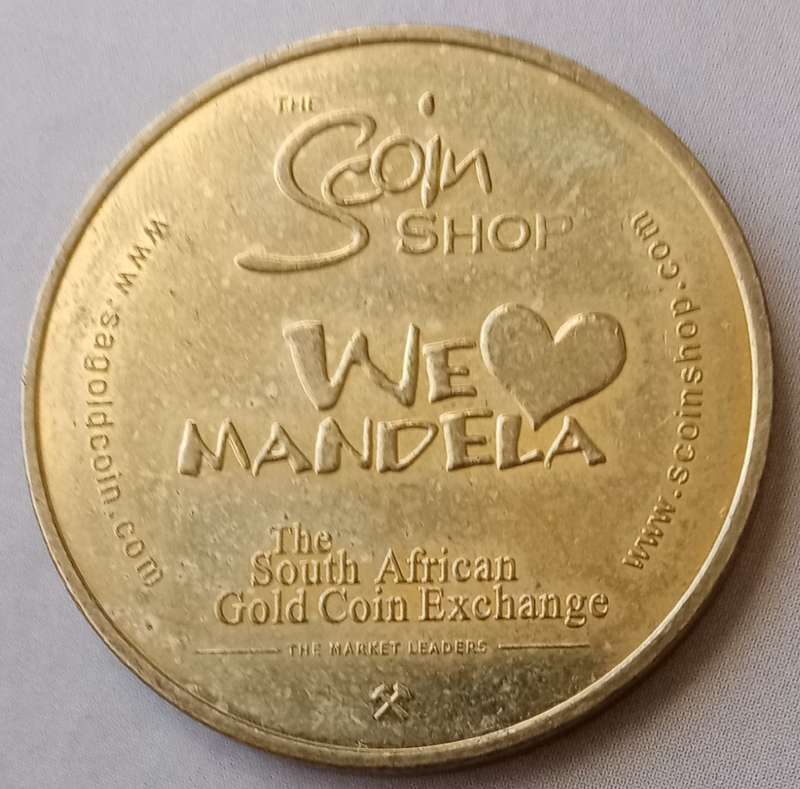 THE
Scoin
SHOP
www.sagoldcoin.com
www.scoinshop.com
WE
MANDELA
The
South African
Gold Coin Exchange
THE MARKET LEADERS